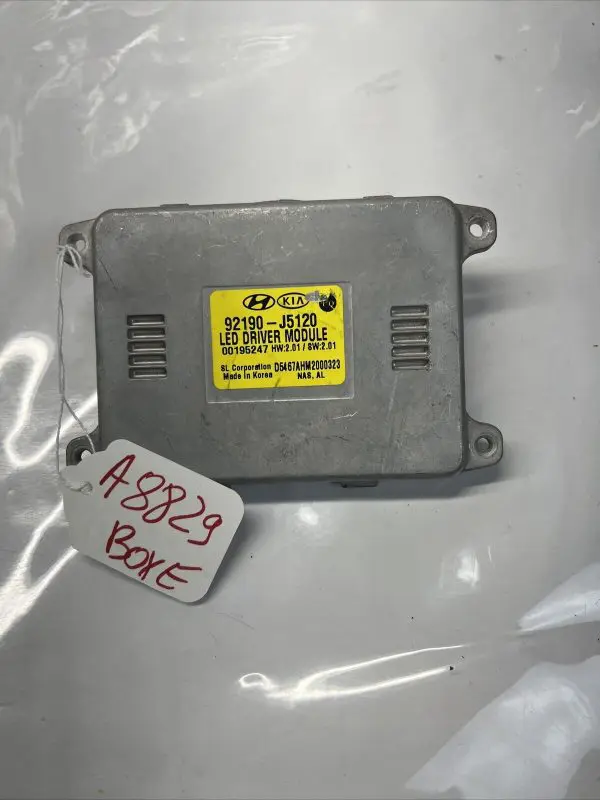 KIA
92190-J5120
LED DRIVER MODULE
00195247 HW:2.01 / SW:2.01
SL Corporation D5467AHM2000323
Made in Korea NAS, AL
A8829
BOXE